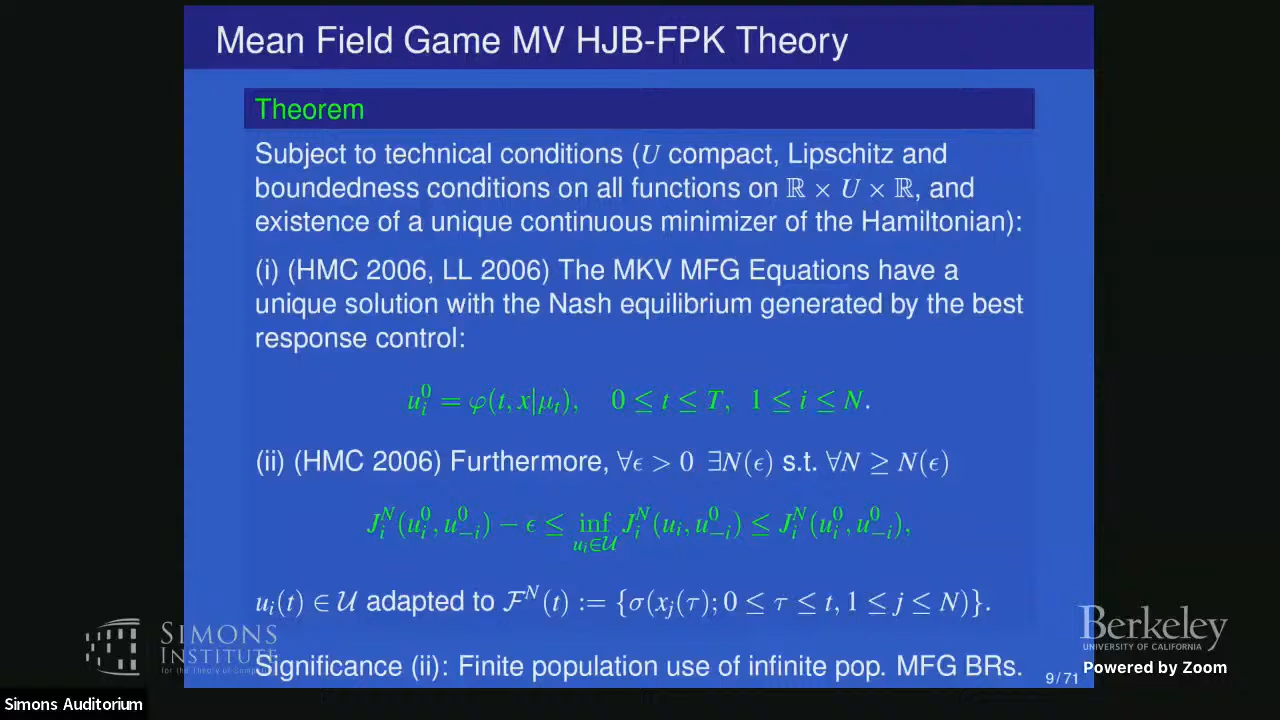 Mean Field Game MV HJB-FPK Theory
Theorem
Subject to technical conditions (U compact, Lipschitz and
boundedness conditions on all functions on ℝ × U × ℝ, and
existence of a unique continuous minimizer of the Hamiltonian):
(i) (HMC 2006, LL 2006) The MKV MFG Equations have a
unique solution with the Nash equilibrium generated by the best
response control:
u_i^0 = φ(t, x|μ_t), 0 ≤ t ≤ T, 1 ≤ i ≤ N.
(ii) (HMC 2006) Furthermore, ∀ϵ > 0 ∃N(ϵ) s.t. ∀N ≥ N(ϵ)
J_i^N(u_i^0, u_{-i}^0) − ϵ ≤ inf_{u_i∈𝒰} J_i^N(u_i, u_{-i}^0) ≤ J_i^N(u_i^0, u_{-i}^0),
u_i(t) ∈ 𝒰 adapted to ℱ^N(t) := {σ(x_j(τ); 0 ≤ τ ≤ t, 1 ≤ j ≤ N)}.
Significance (ii): Finite population use of infinite pop. MFG BRs.
9/71
SIMONS
INSTITUTE
for the Theory of Computing
Berkeley
UNIVERSITY OF CALIFORNIA
Powered by Zoom
Simons Auditorium